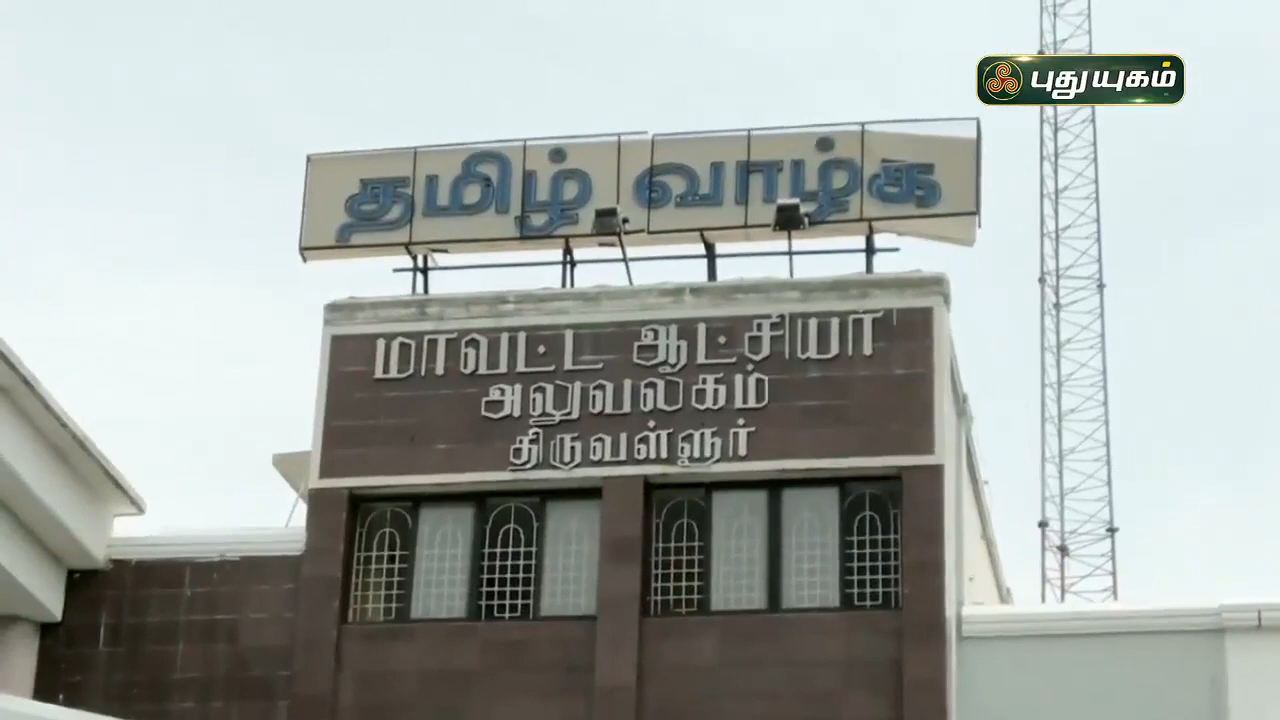 புதுயுகம்
தமிழ் வாழ்க
மாவட்ட ஆட்சியர்
அலுவலகம்
திருவள்ளூர்